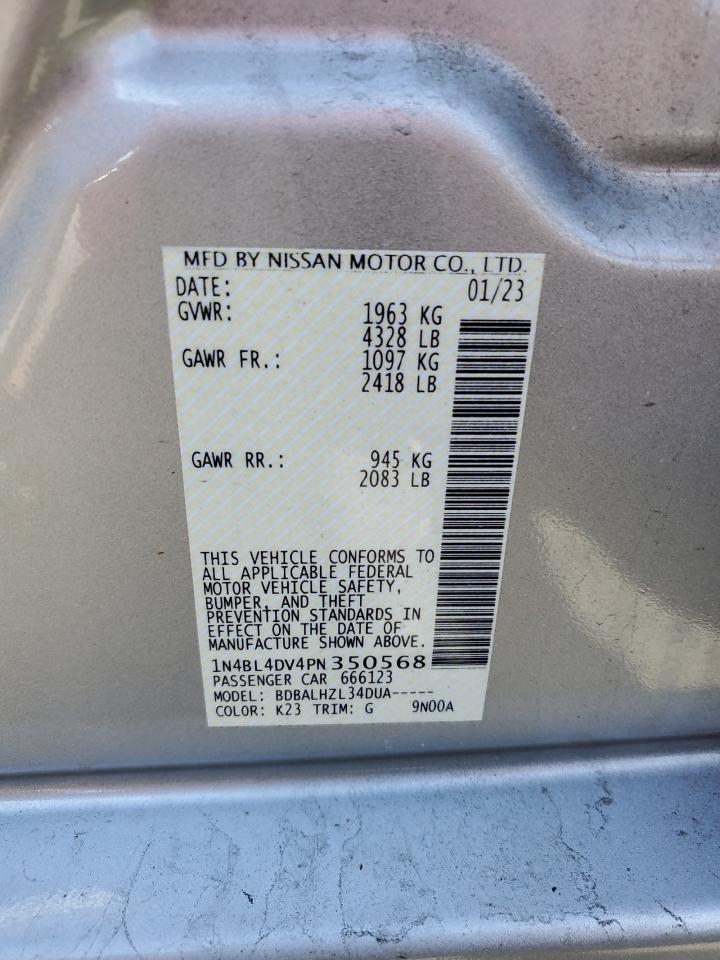 MFD BY NISSAN MOTOR CO., LTD.
DATE: 01/23
GVWR: 1963 KG
4328 LB
GAWR FR.: 1097 KG
2418 LB
GAWR RR.: 945 KG
2083 LB
THIS VEHICLE CONFORMS TO
ALL APPLICABLE FEDERAL
MOTOR VEHICLE SAFETY,
BUMPER, AND THEFT
PREVENTION STANDARDS IN
EFFECT ON THE DATE OF
MANUFACTURE SHOWN ABOVE.
1N4BL4DV4PN350568
PASSENGER CAR 666123
MODEL: BDBALHZL34DUA-----
COLOR: K23 TRIM: G 9N00A